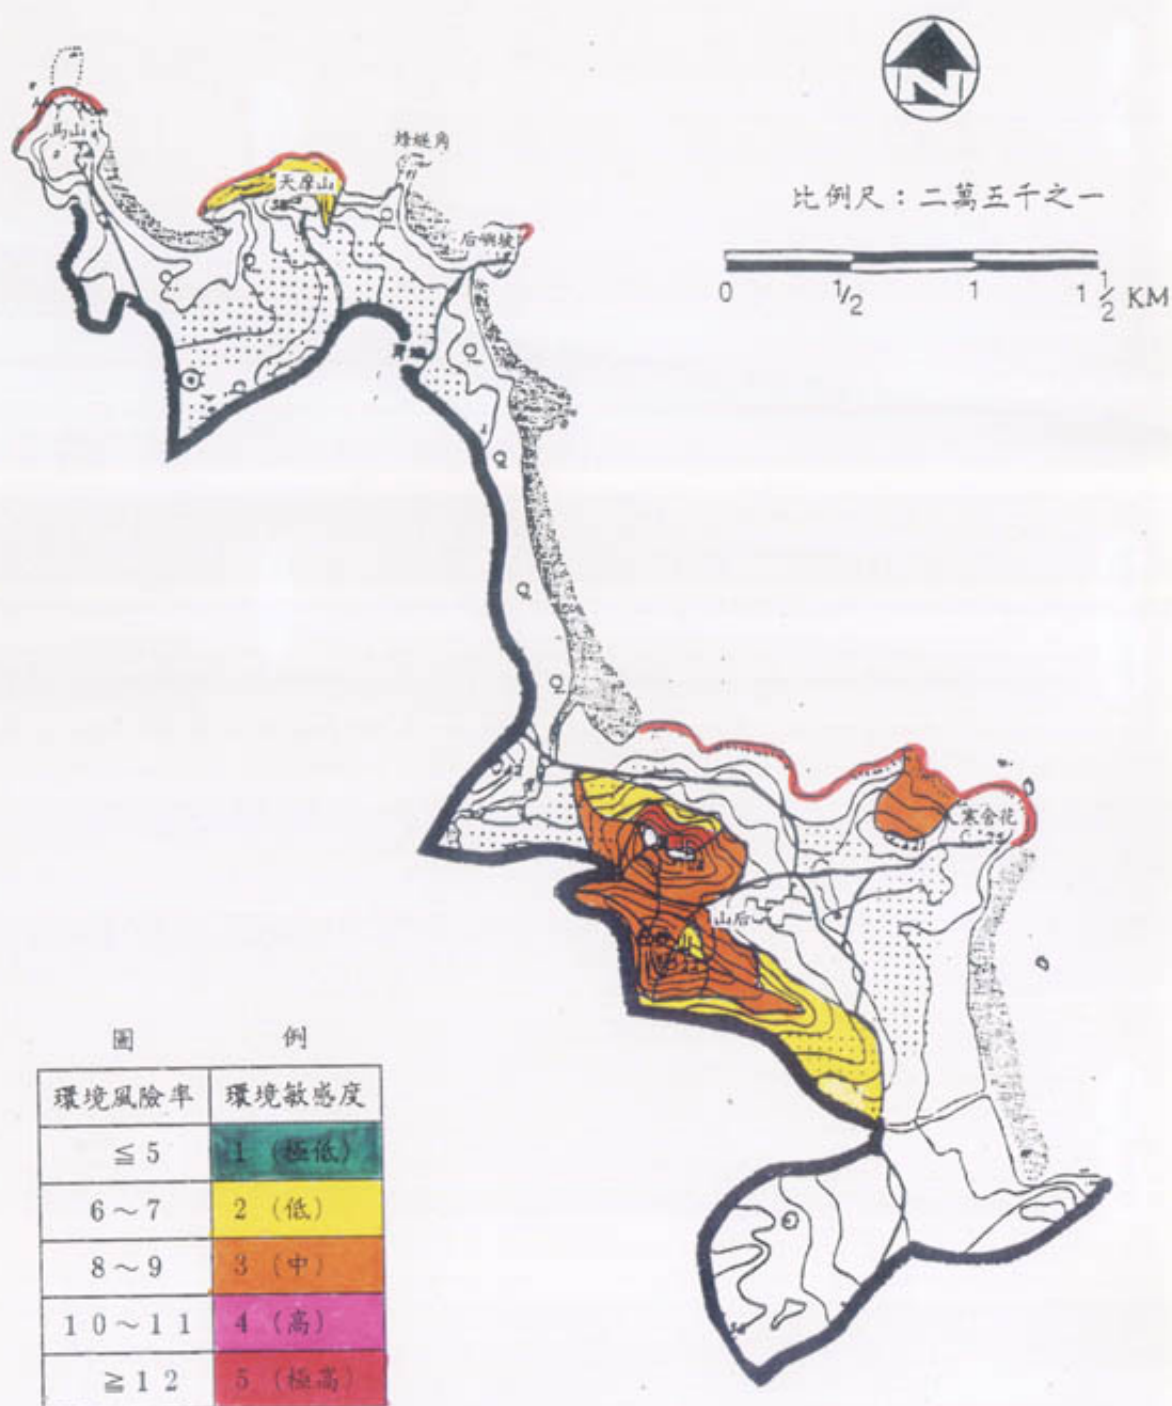 N
馬山
天摩山
烽燧角
后嶼坡
比例尺：二萬五千之一
0 1/2 1 1 1/2 KM
寒舍花
山后
圖 例
環境風險率 環境敏感度
≦5 1 (極低)
6～7 2 (低)
8～9 3 (中)
10～11 4 (高)
≧12 5 (極高)